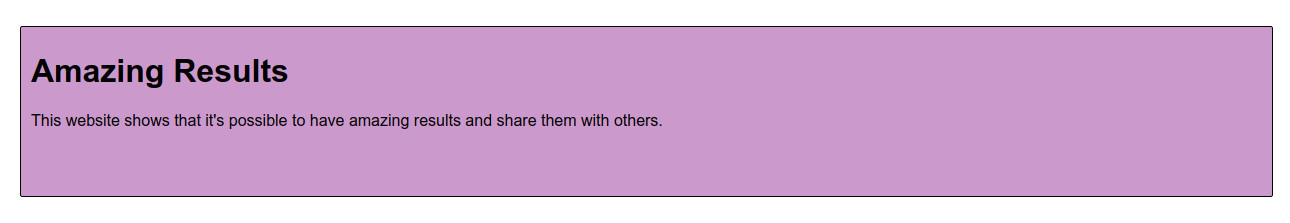 Amazing Results
This website shows that it's possible to have amazing results and share them with others.